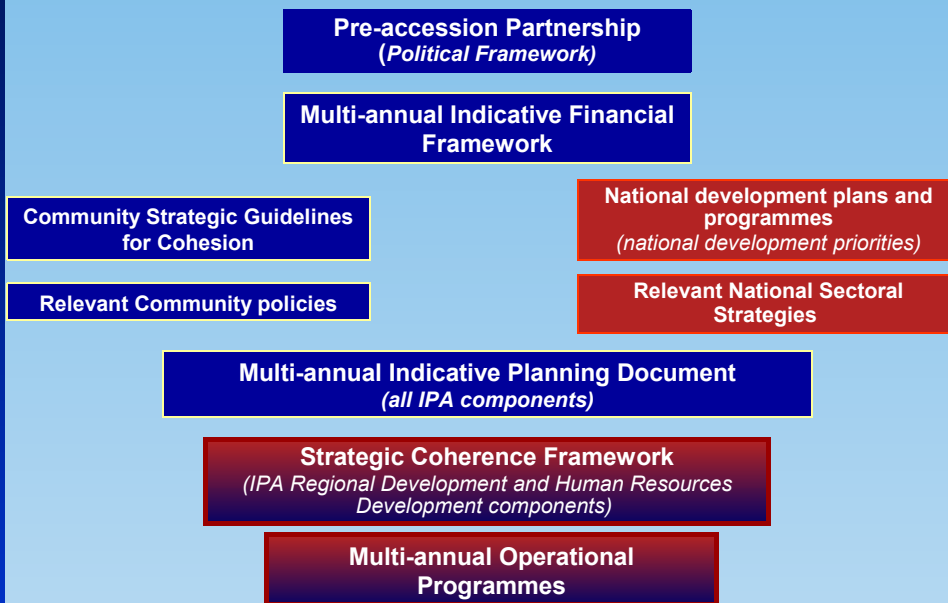 Pre-accession Partnership
(Political Framework)
Multi-annual Indicative Financial
Framework
Community Strategic Guidelines
for Cohesion
National development plans and
programmes
(national development priorities)
Relevant Community policies
Relevant National Sectoral
Strategies
Multi-annual Indicative Planning Document
(all IPA components)
Strategic Coherence Framework
(IPA Regional Development and Human Resources
Development components)
Multi-annual Operational
Programmes